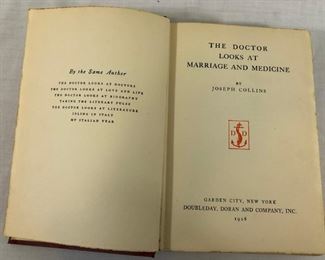 By the Same Author
THE DOCTOR LOOKS AT DOCTORS
THE DOCTOR LOOKS AT LOVE AND LIFE
THE DOCTOR LOOKS AT BIOGRAPHY
TAKING THE LITERARY PULSE
THE DOCTOR LOOKS AT LITERATURE
IDLING IN ITALY
MY ITALIAN YEAR
THE DOCTOR
LOOKS AT
MARRIAGE AND MEDICINE
BY
JOSEPH COLLINS
D D
GARDEN CITY, NEW YORK
DOUBLEDAY, DORAN AND COMPANY, INC.
1928